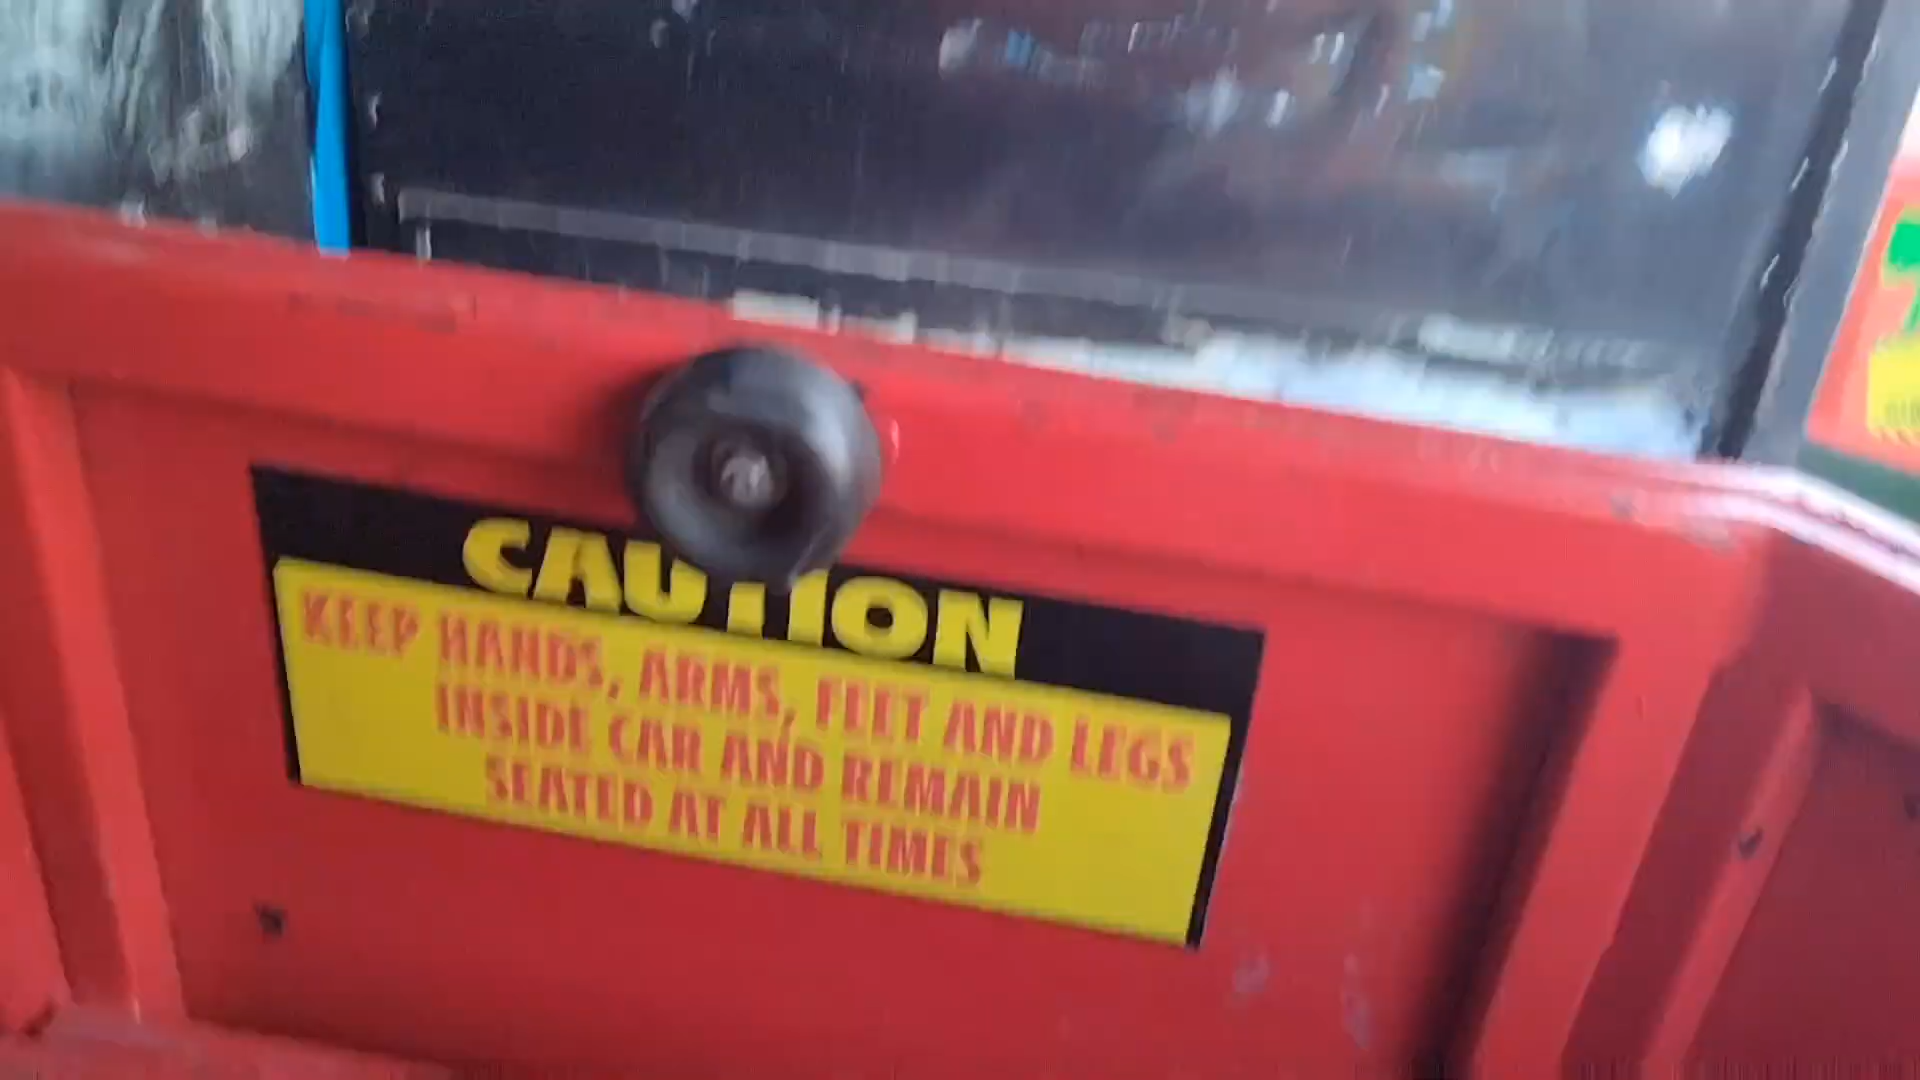 CAUTION
KEEP HANDS, ARMS, FEET AND LEGS
INSIDE CAR AND REMAIN
SEATED AT ALL TIMES